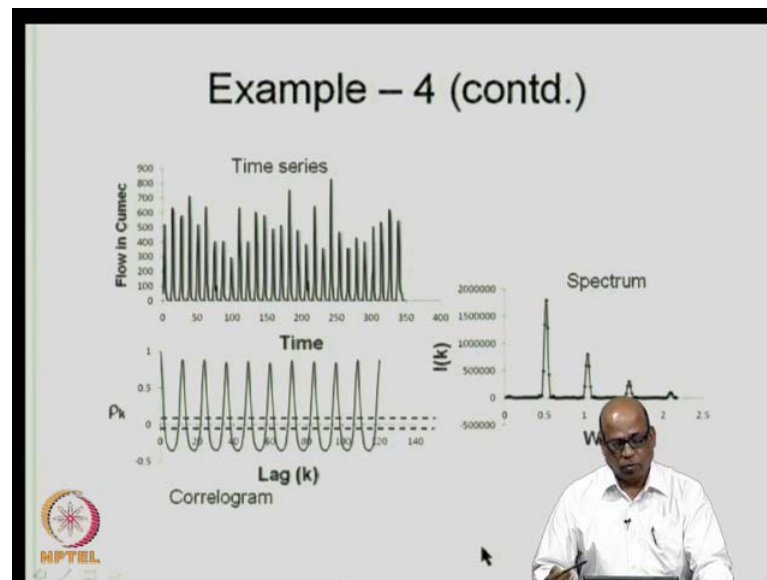 Example – 4 (contd.)
Time series
Flow in Cumec
900
800
700
600
500
400
300
200
100
0
0 50 100 150 200 250 300 350 400
Time
1
0.5
0
-0.5
ρk
0 20 40 60 80 100 120 140
Lag (k)
Correlogram
Spectrum
I(k)
2000000
1500000
1000000
500000
0
-500000
0 0.5 1 2 2.5
W
NPTEL